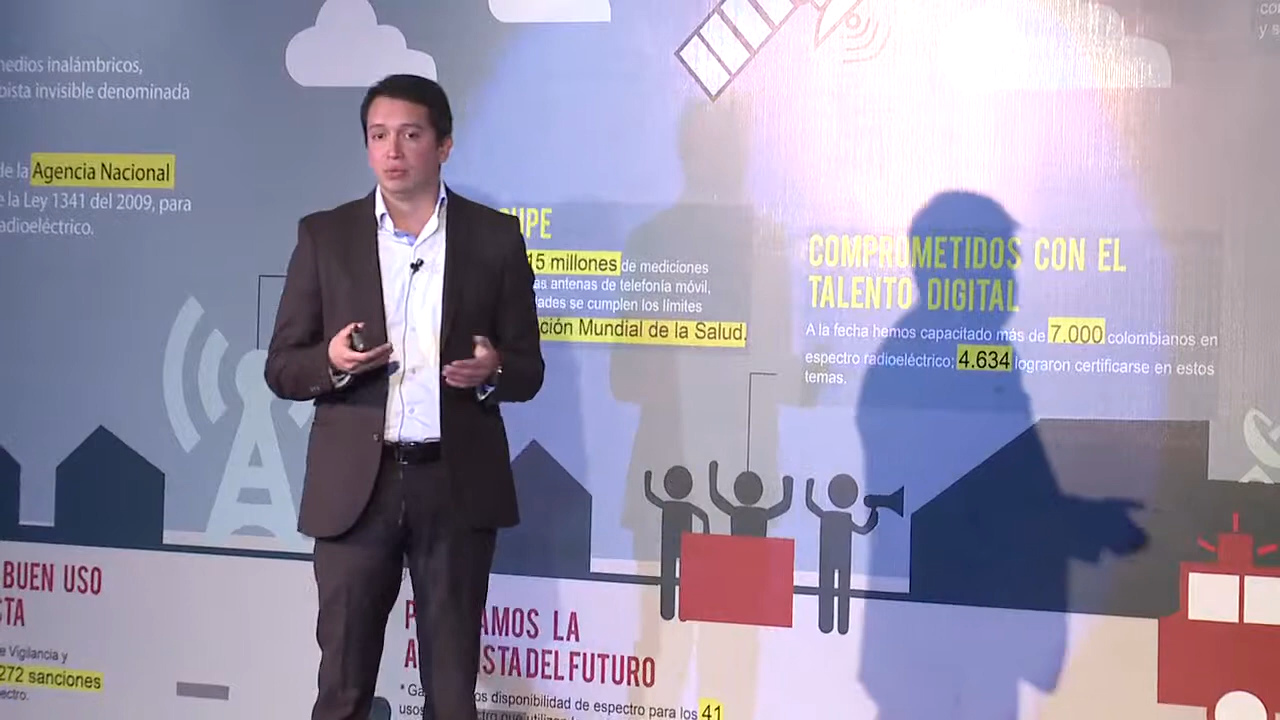 medios inalámbricos,
pista invisible denominada
de la Agencia Nacional
e la Ley 1341 del 2009, para
radioeléctrico.
15 millones de mediciones
as antenas de telefonía móvil,
dades se cumplen los límites
ción Mundial de la Salud.
COMPROMETIDOS CON EL
TALENTO DIGITAL
A la fecha hemos capacitado más de 7.000 colombianos en
espectro radioeléctrico; 4.634 lograron certificarse en estos
temas.
BUEN USO
STA
e Vigilancia y
272 sanciones
ectro.
AMOS LA
STA DEL FUTURO
disponibilidad de espectro para los 41